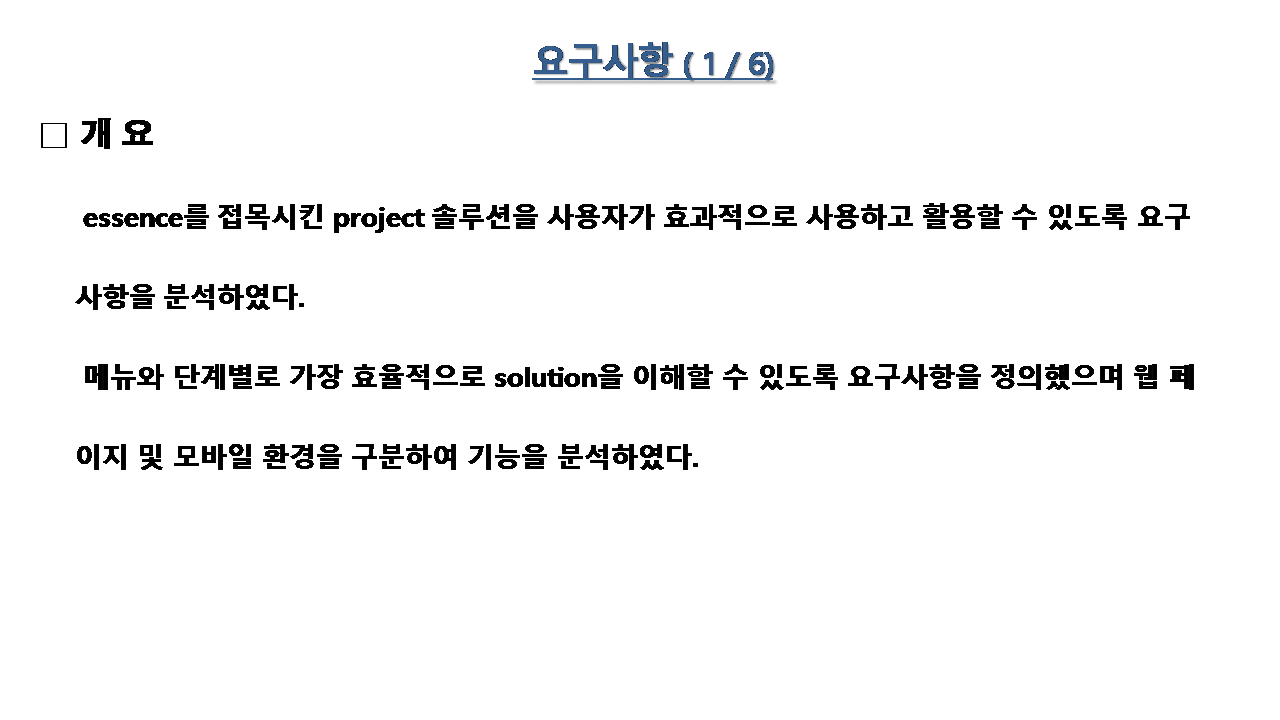 요구사항 ( 1 / 6)
□ 개 요
essence를 접목시킨 project 솔루션을 사용자가 효과적으로 사용하고 활용할 수 있도록 요구
사항을 분석하였다.
메뉴와 단계별로 가장 효율적으로 solution을 이해할 수 있도록 요구사항을 정의했으며 웹 페
이지 및 모바일 환경을 구분하여 기능을 분석하였다.